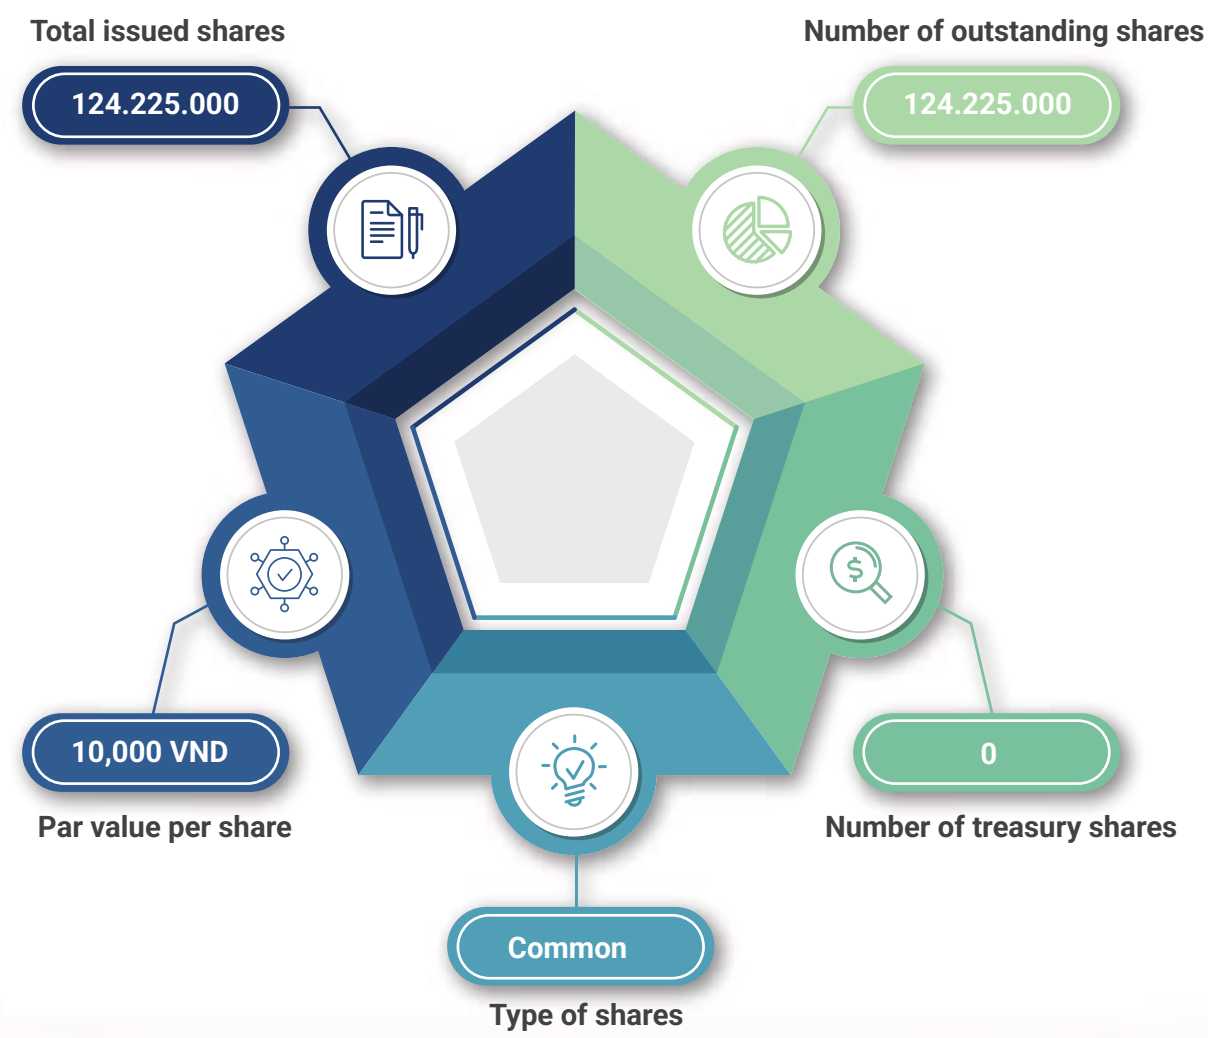 Total issued shares
124.225.000
Number of outstanding shares
124.225.000
10,000 VND
Par value per share
0
Number of treasury shares
Common
Type of shares